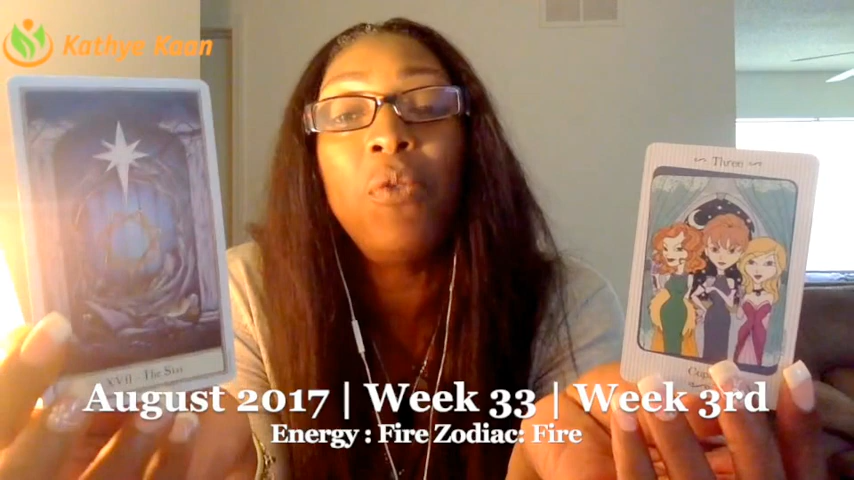 Kathye Kaan
Three
XVII The Star
August 2017 | Week 33 | Week 3rd
Energy : Fire Zodiac: Fire